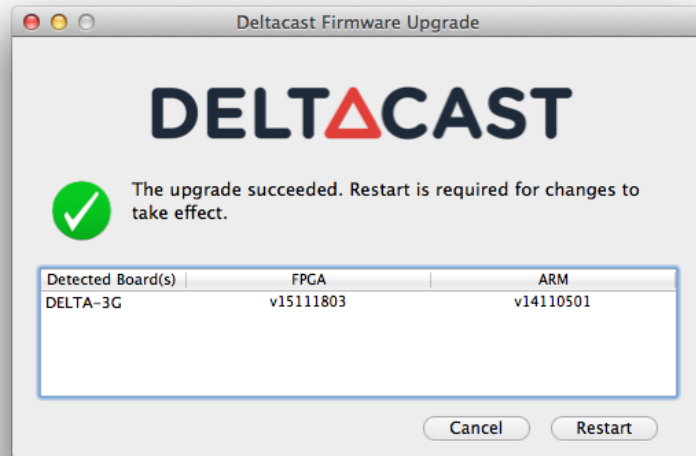 Deltacast Firmware Upgrade
DELTACAST
The upgrade succeeded. Restart is required for changes to
take effect.
Detected Board(s) FPGA ARM
DELTA-3G v15111803 v14110501
Cancel Restart